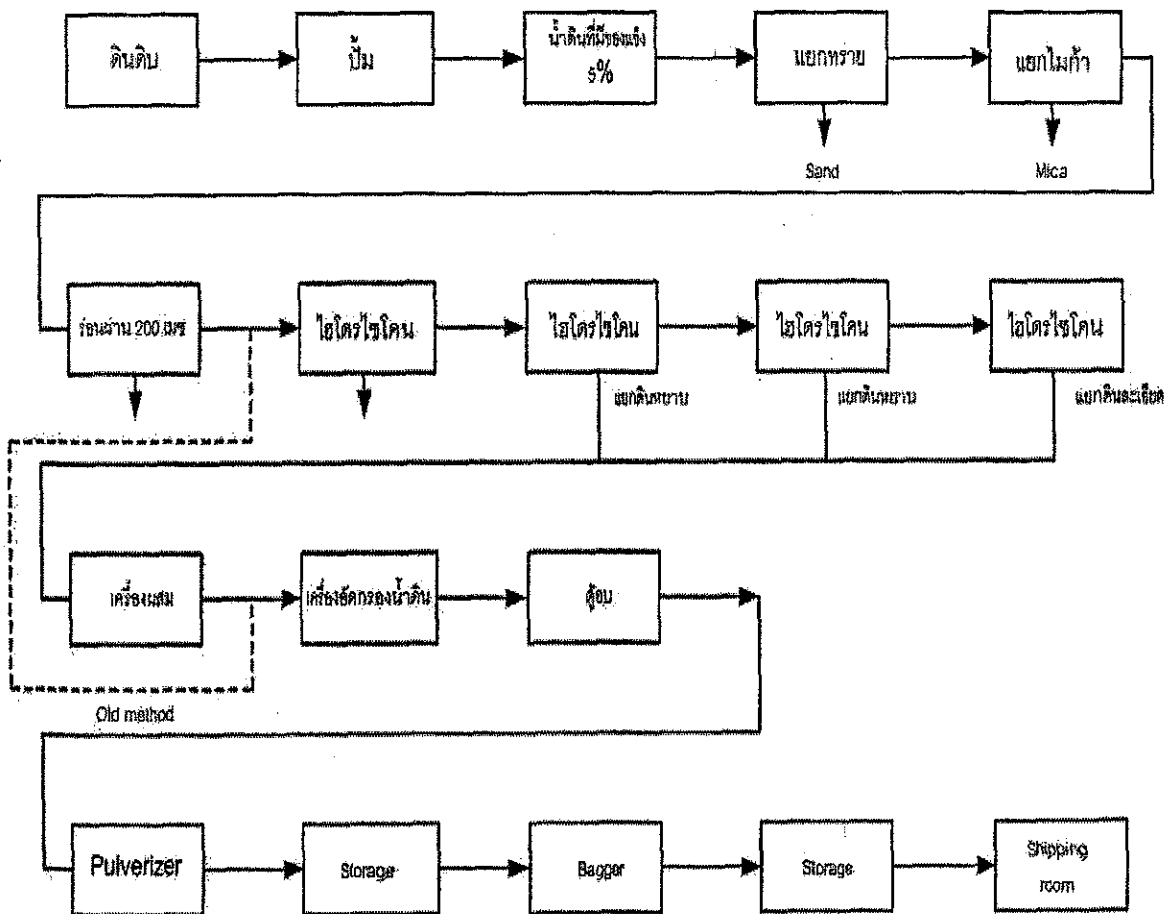 ดินดิบ
ปั๊ม
น้ำดินที่มีของแข็ง
5%
แยกทราย
แยกไมก้า
Sand
Mica
ร่อนผ่าน 200 เมช
ไฮโดรไซโคน
ไฮโดรไซโคน
ไฮโดรไซโคน
ไฮโดรไซโคน
แยกดินหยาบ
แยกดินหยาบ
แยกดินละเอียด
เครื่องผสม
เครื่องอัดกรองน้ำดิน
ตู้อบ
Old method
Pulverizer
Storage
Bagger
Storage
Shipping
room